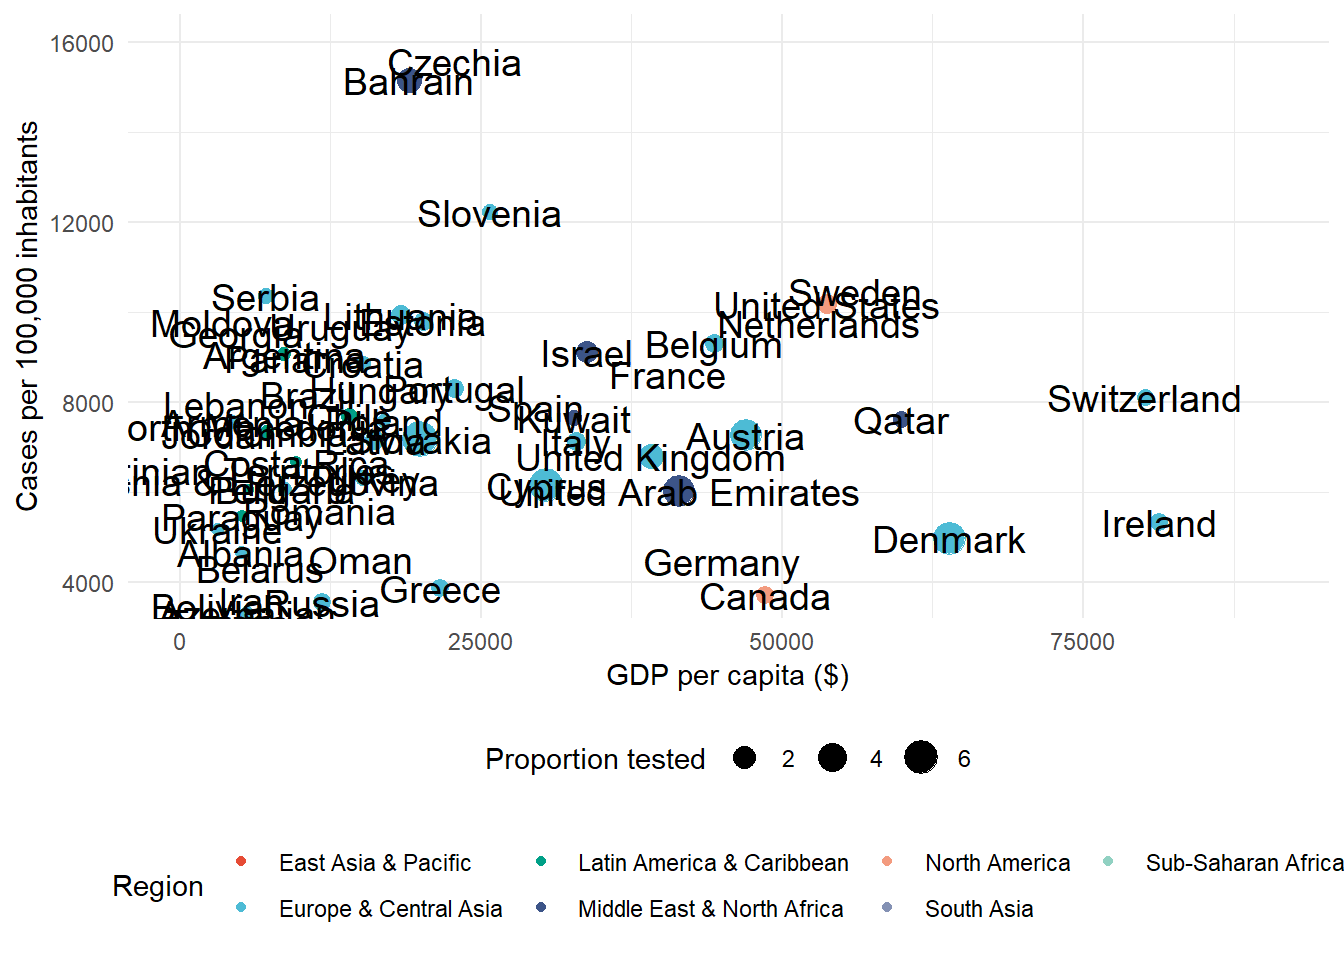 16000
Czechia
Bahrain
12000
Slovenia
Serbia
Sweden
United States
Lithuania
Estonia
Moldova
Uruguay
Georgia
Netherlands
Argentina
Panama
Croatia
Israel
Belgium
France
Brazil
Hungary
Portugal
8000
Lebanon
Spain
Switzerland
Kuwait
Qatar
Armenia
Chile
Poland
Jordan
Latvia
Slovakia
Italy
Austria
United Kingdom
Costa Rica
Turkey
Bulgaria
Cyprus
United Arab Emirates
Romania
Paraguay
Ukraine
Ireland
Denmark
Albania
Oman
Belarus
Germany
4000
Greece
Canada
Iran
Bolivia
Russia
Azerbaijan
Cases per 100,000 inhabitants
0
25000
50000
75000
GDP per capita ($)
Proportion tested 2 4 6
Region
East Asia & Pacific
Latin America & Caribbean
North America
Sub-Saharan Africa
Europe & Central Asia
Middle East & North Africa
South Asia